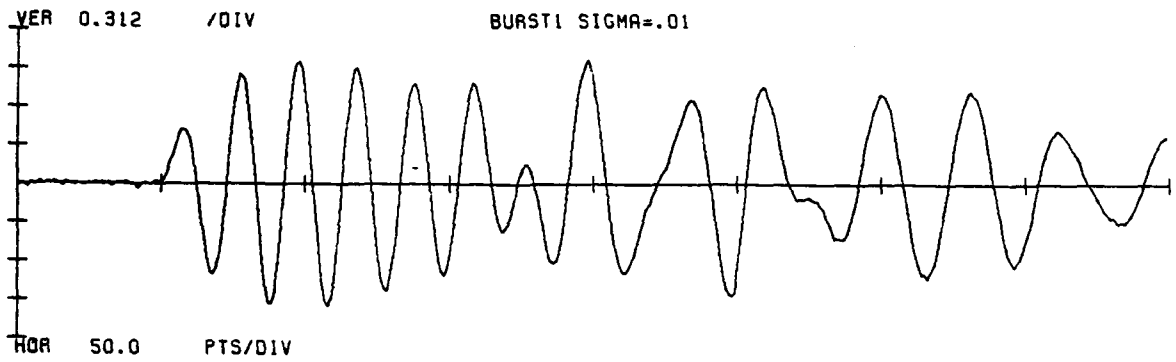 VER 0.312 /DIV BURST1 SIGMA=.01
HOR 50.0 PTS/DIV